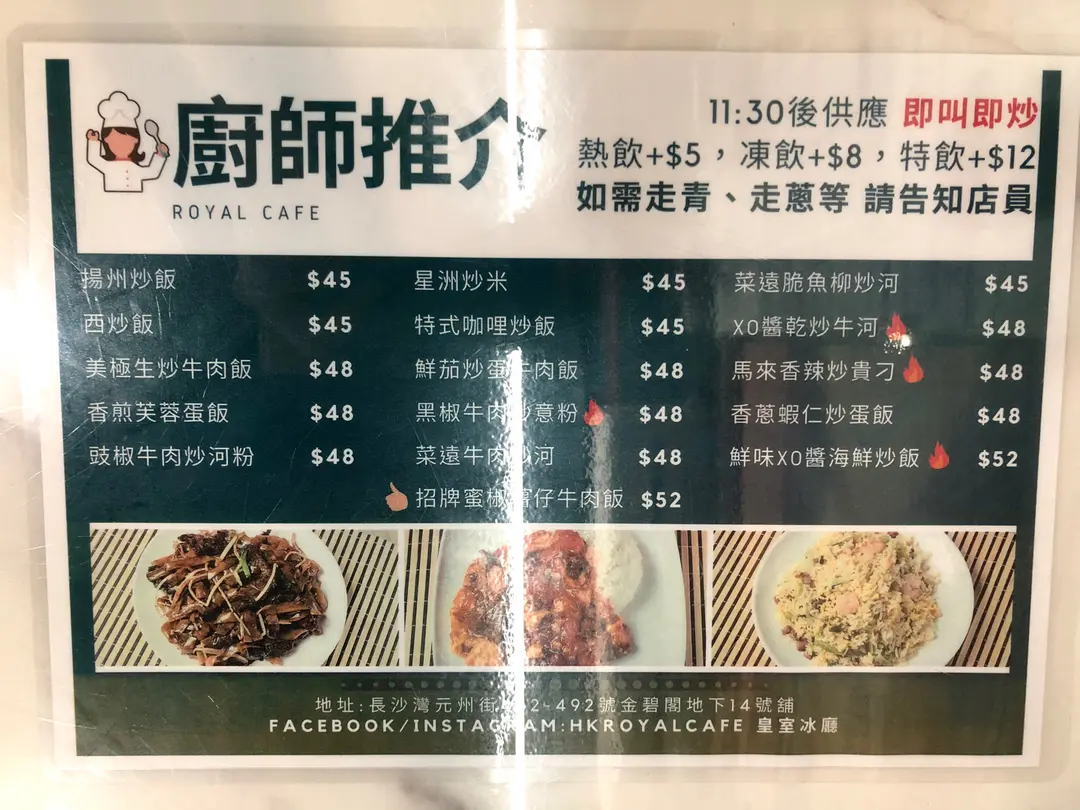 廚師推介
ROYAL CAFE
11:30後供應 即叫即炒
熱飲+$5，凍飲+$8，特飲+$12
如需走青、走蔥等 請告知店員
揚州炒飯 $45
西炒飯 $45
美極生炒牛肉飯 $48
香煎芙蓉蛋飯 $48
豉椒牛肉炒河粉 $48
星洲炒米 $45
特式咖哩炒飯 $45
鮮茄炒蛋牛肉飯 $48
黑椒牛肉炒意粉 $48
菜遠牛肉炒河 $48
招牌蜜椒薯仔牛肉飯 $52
菜遠脆魚柳炒河 $45
XO醬乾炒牛河 $48
馬來香辣炒貴刁 $48
香蔥蝦仁炒蛋飯 $48
鮮味XO醬海鮮炒飯 $52
地址:長沙灣元州街 -492號金碧閣地下14號舖
FACEBOOK/INSTAGRAM:HKROYALCAFE 皇室冰廳